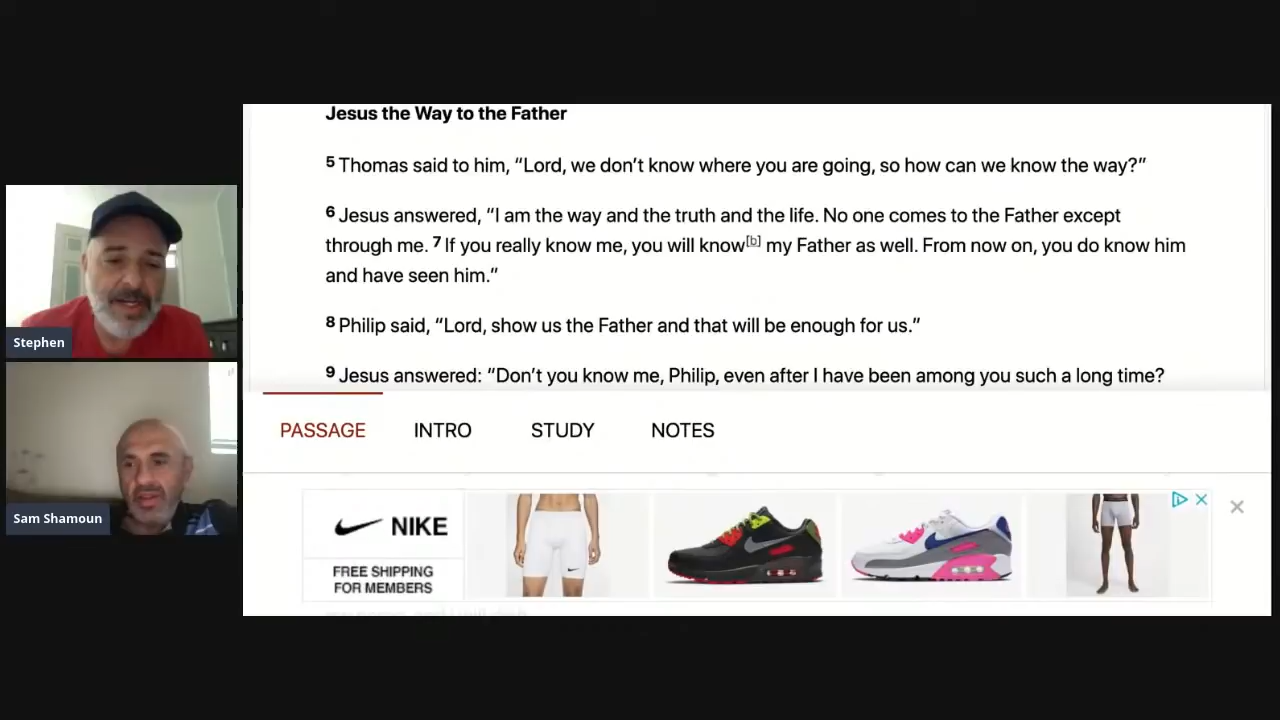 Jesus the Way to the Father
5 Thomas said to him, “Lord, we don’t know where you are going, so how can we know the way?”
6 Jesus answered, “I am the way and the truth and the life. No one comes to the Father except
through me. 7 If you really know me, you will know[b] my Father as well. From now on, you do know him
and have seen him.”
8 Philip said, “Lord, show us the Father and that will be enough for us.”
9 Jesus answered: “Don’t you know me, Philip, even after I have been among you such a long time?
Stephen
Sam Shamoun
PASSAGE INTRO STUDY NOTES
NIKE
FREE SHIPPING
FOR MEMBERS